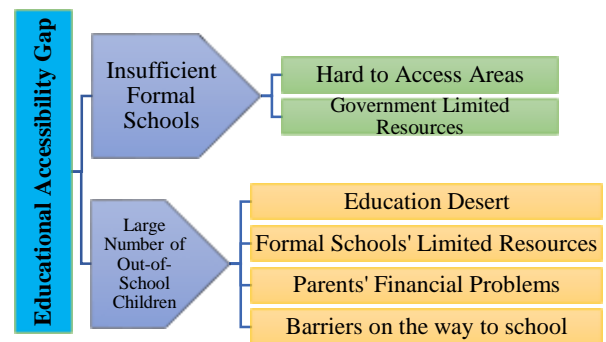 Educational Accessibility Gap
Insufficient
Formal
Schools
Hard to Access Areas
Government Limited
Resources
Large
Number of
Out-of-
School
Children
Education Desert
Formal Schools' Limited Resources
Parents' Financial Problems
Barriers on the way to school